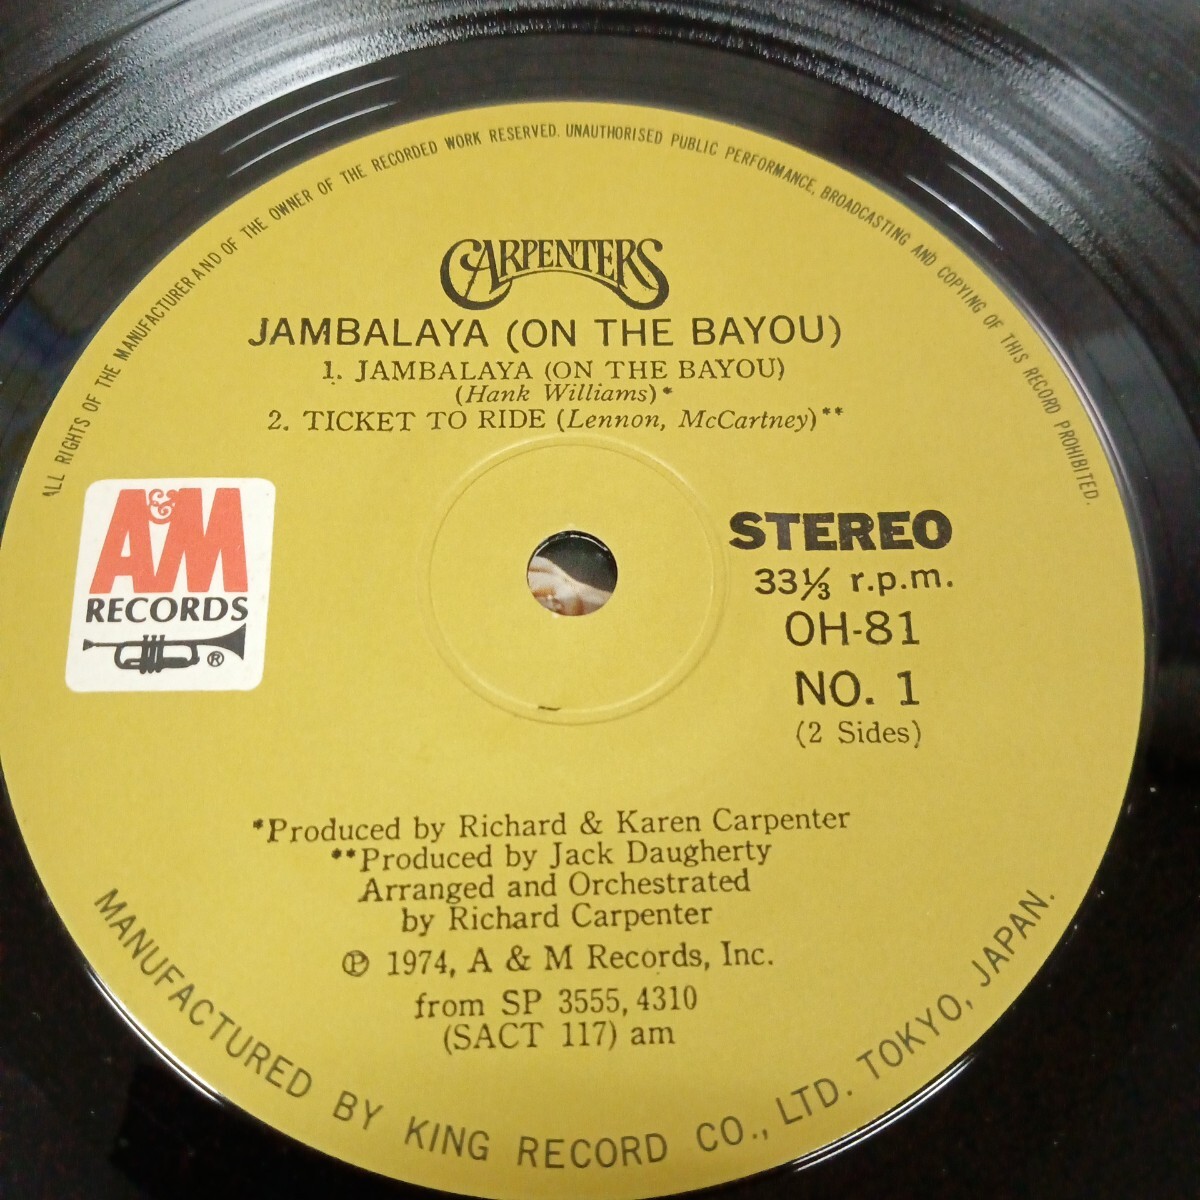 ALL RIGHTS OF THE MANUFACTURER AND OF THE OWNER OF THE RECORDED WORK RESERVED. UNAUTHORISED PUBLIC PERFORMANCE, BROADCASTING AND COPYING OF THIS RECORD PROHIBITED.
CARPENTERS
JAMBALAYA (ON THE BAYOU)
1. JAMBALAYA (ON THE BAYOU)
(Hank Williams)*
2. TICKET TO RIDE (Lennon, McCartney)**
A&M
RECORDS
®
STEREO
33⅓ r.p.m.
OH-81
NO. 1
(2 Sides)
*Produced by Richard & Karen Carpenter
**Produced by Jack Daugherty
Arranged and Orchestrated
by Richard Carpenter
℗ 1974, A & M Records, Inc.
from SP 3555, 4310
(SACT 117) am
MANUFACTURED BY KING RECORD CO., LTD. TOKYO, JAPAN.